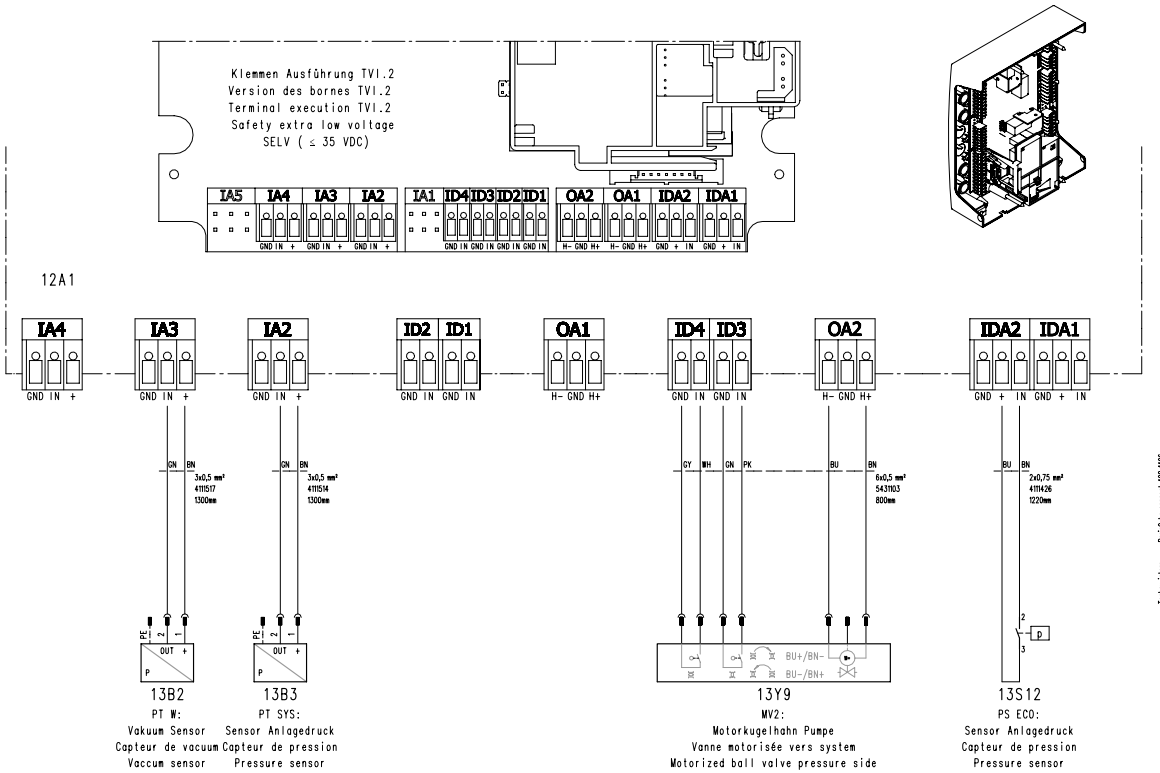 Klemmen Ausführung TVI.2
Version des bornes TVI.2
Terminal execution TVI.2
Safety extra low voltage
SELV ( ≤ 35 VDC)
IA5 IA4 IA3 IA2 IA1 ID4 ID3 ID2 ID1 OA2 OA1 IDA2 IDA1
GND IN + GND IN + GND IN + GND IN GND IN GND IN GND IN H- GND H+ H- GND H+ GND + IN GND + IN
12A1
IA4 IA3 IA2 ID2 ID1 OA1 ID4 ID3 OA2 IDA2 IDA1
GND IN + GND IN + GND IN + GND IN GND IN H- GND H+ GND IN GND IN H- GND H+ GND + IN GND + IN
GN BN GN BN GY WH GN PK BU BN BU BN
3x0,5 mm²
4111517
1300mm
3x0,5 mm²
4111514
1300mm
6x0,5 mm²
5431103
800mm
2x0,75 mm²
4111426
1220mm
PE 2 1
OUT +
P
PE 2 1
OUT +
P
BU+/BN-
BU-/BN+
M
2
p
3
13B2
PT W:
Vakuum Sensor
Capteur de vacuum
Vaccum sensor
13B3
PT SYS:
Sensor Anlagedruck
Capteur de pression
Pressure sensor
13Y9
MV2:
Motorkugelhahn Pumpe
Vanne motorisée vers system
Motorized ball valve pressure side
13S12
PS ECO:
Sensor Anlagedruck
Capteur de pression
Pressure sensor